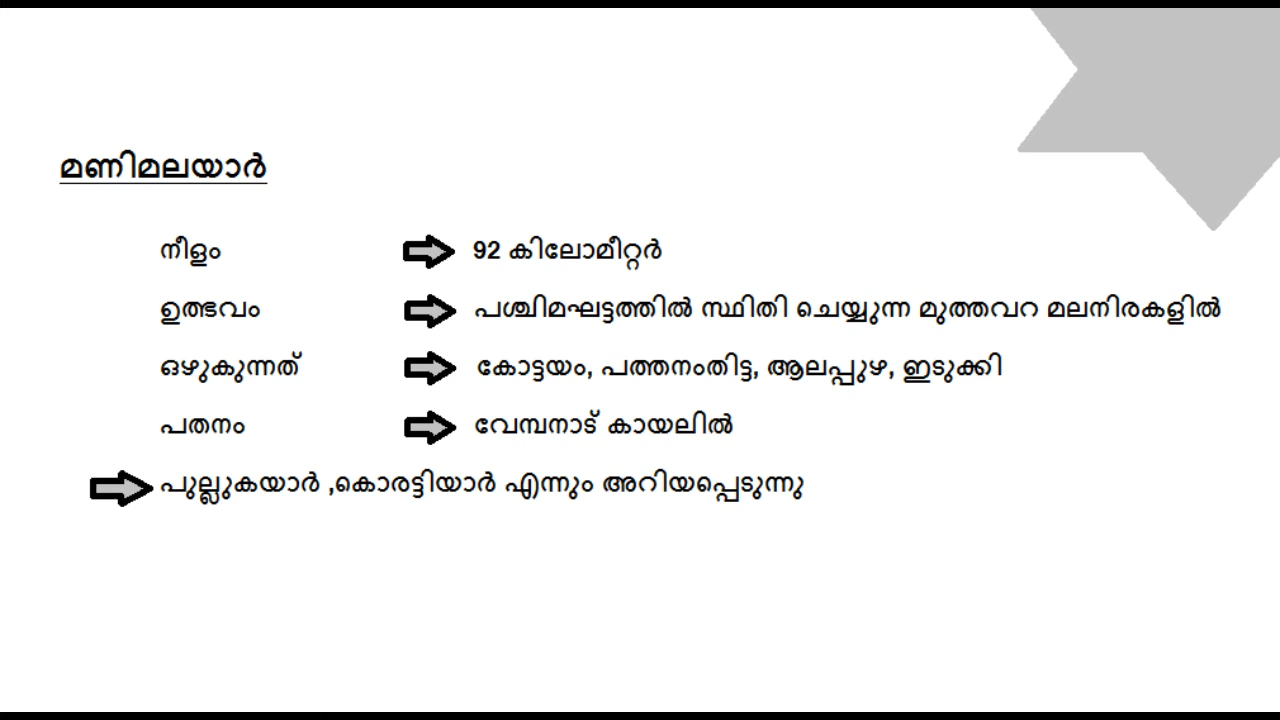 മണിമലയാർ
നീളം 92 കിലോമീറ്റർ
ഉത്ഭവം പശ്ചിമഘട്ടത്തിൽ സ്ഥിതി ചെയ്യുന്ന മുത്തവറ മലനിരകളിൽ
ഒഴുകുന്നത് കോട്ടയം, പത്തനംതിട്ട, ആലപ്പുഴ, ഇടുക്കി
പതനം വേമ്പനാട് കായലിൽ
പുല്ലുകയാർ ,കൊരട്ടിയാർ എന്നും അറിയപ്പെടുന്നു